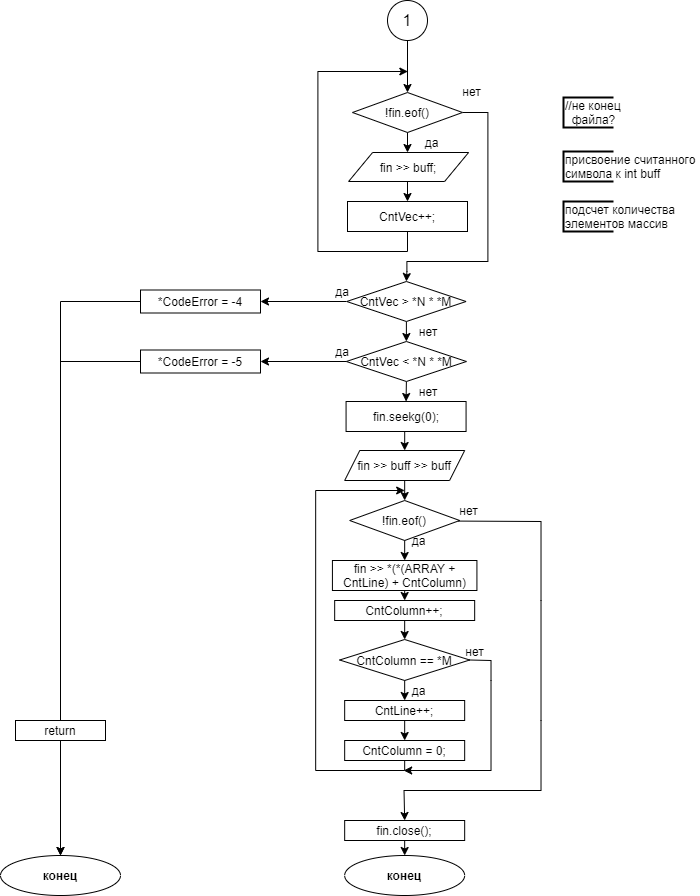 1
нет
!fin.eof()
//не конец
файла?
да
fin >> buff;
присвоение считанного
символа к int buff
CntVec++;
подсчет количества
элементов массив
да
*CodeError = -4
CntVec > *N * *M
нет
да
*CodeError = -5
CntVec < *N * *M
нет
fin.seekg(0);
fin >> buff >> buff
нет
!fin.eof()
да
fin >> *(*(ARRAY +
CntLine) + CntColumn)
CntColumn++;
нет
CntColumn == *M
да
CntLine++;
return
CntColumn = 0;
fin.close();
конец
конец